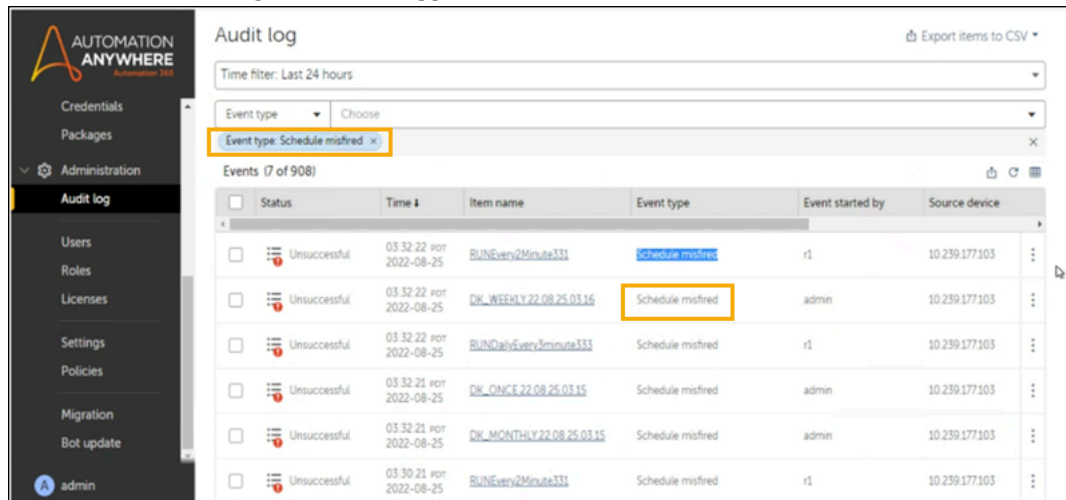 AUTOMATION
ANYWHERE
Automation 360
Credentials
Packages
Administration
Audit log
Users
Roles
Licenses
Settings
Policies
Migration
Bot update
A admin
Audit log
Export items to CSV
Time filter: Last 24 hours
Event type Choose
Event type: Schedule misfired ×
Events (7 of 908)
Status Time Item name Event type Event started by Source device
Unsuccessful 03:32:22 PDT 2022-08-25 RUNEvery2Minute331 Schedule misfired r1 10.239.177.103
Unsuccessful 03:32:22 PDT 2022-08-25 DK_WEEKLY.22.08.25.03.16 Schedule misfired admin 10.239.177.103
Unsuccessful 03:32:22 PDT 2022-08-25 RUNDailyEvery3minute333 Schedule misfired r1 10.239.177.103
Unsuccessful 03:32:21 PDT 2022-08-25 DK_ONCE.22.08.25.03.15 Schedule misfired admin 10.239.177.103
Unsuccessful 03:32:21 PDT 2022-08-25 DK_MONTHLY.22.08.25.03.15 Schedule misfired admin 10.239.177.103
Unsuccessful 03:30:21 PDT 2022-08-25 RUNEvery2Minute331 Schedule misfired r1 10.239.177.103